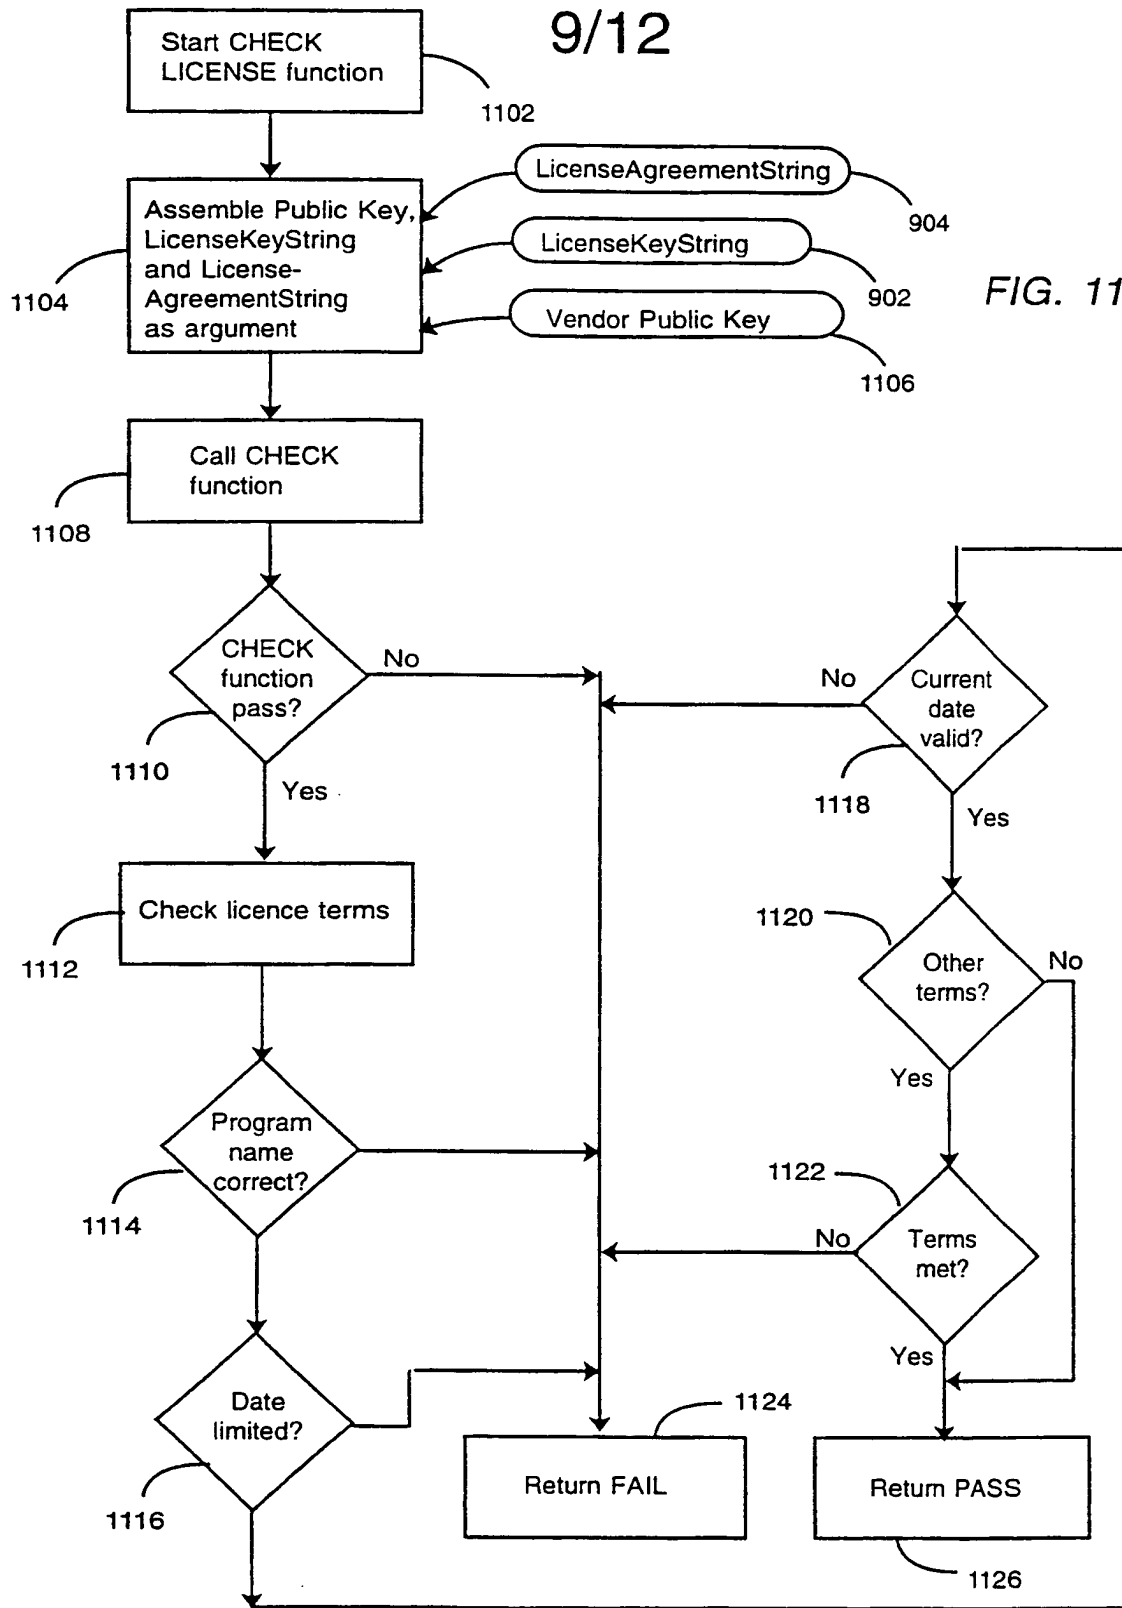 9/12
Start CHECK
LICENSE function
1102
LicenseAgreementString
904
Assemble Public Key,
LicenseKeyString
and License-
AgreementString
as argument
1104
LicenseKeyString
902
FIG. 11
Vendor Public Key
1106
Call CHECK
function
1108
CHECK
function
pass?
No
1110
Yes
Check licence terms
1112
Program
name
correct?
1114
Date
limited?
1116
No
Current
date
valid?
1118
Yes
1120
Other
terms?
No
Yes
1122
No
Terms
met?
Yes
1124
Return FAIL
Return PASS
1126